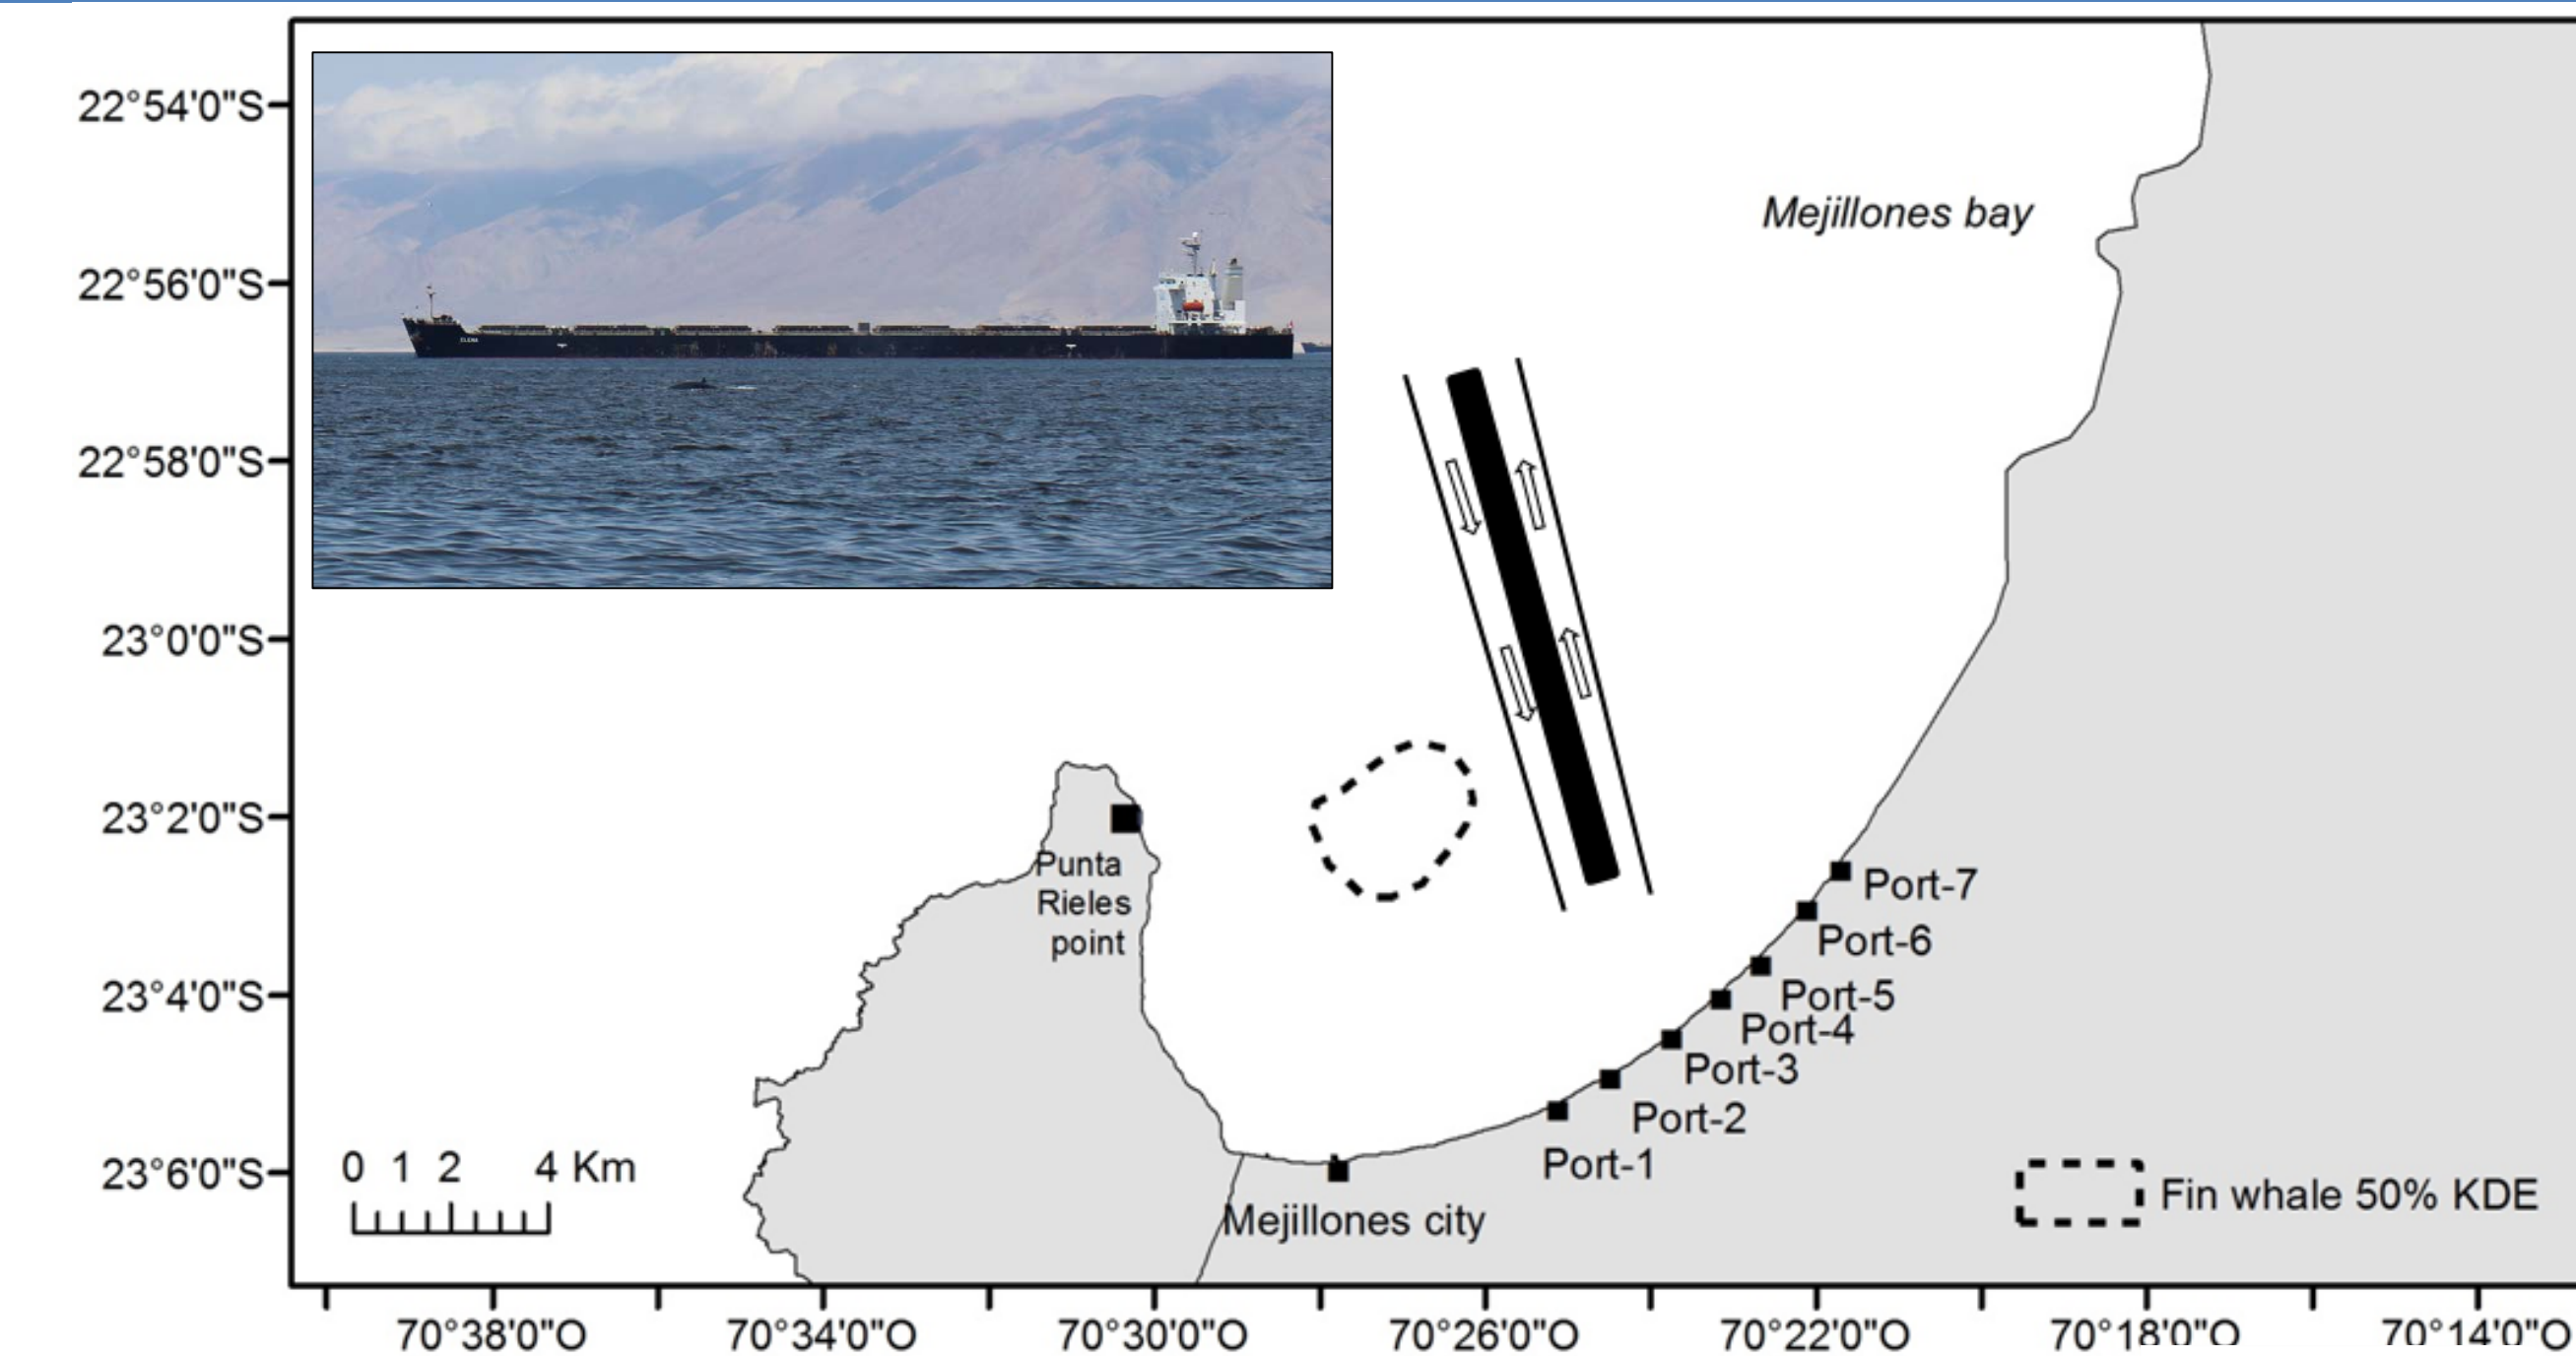 22°54'0"S
22°56'0"S
22°58'0"S
23°0'0"S
23°2'0"S
23°4'0"S
23°6'0"S
ELENA
Mejillones bay
Punta
Rieles
point
Port-7
Port-6
Port-5
Port-4
Port-3
Port-2
Port-1
Mejillones city
0 1 2 4 Km
Fin whale 50% KDE
70°38'0"O
70°34'0"O
70°30'0"O
70°26'0"O
70°22'0"O
70°18'0"O
70°14'0"O